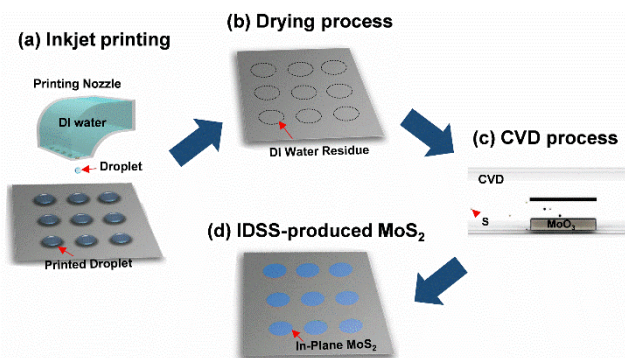 (a) Inkjet printing
Printing Nozzle
DI water
Droplet
Printed Droplet
(b) Drying process
DI Water Residue
(c) CVD process
CVD
S
MoO₃
(d) IDSS-produced MoS₂
In-Plane MoS₂